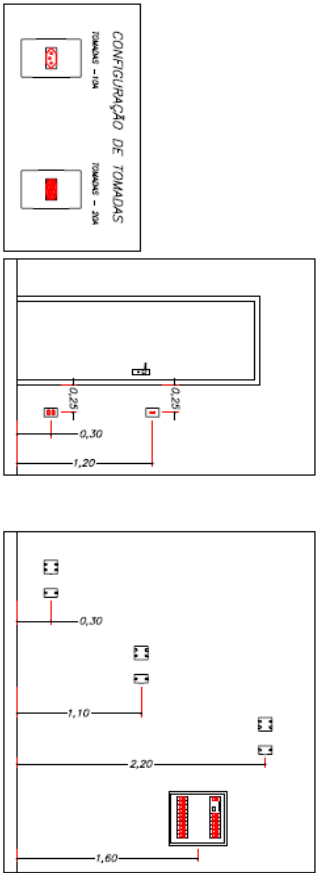 CONFIGURAÇÃO DE TOMADAS
TOMADAS -10A
TOMADAS - 20A
0,25
0,25
0,30
1,20
0,30
1,10
2,20
1,60